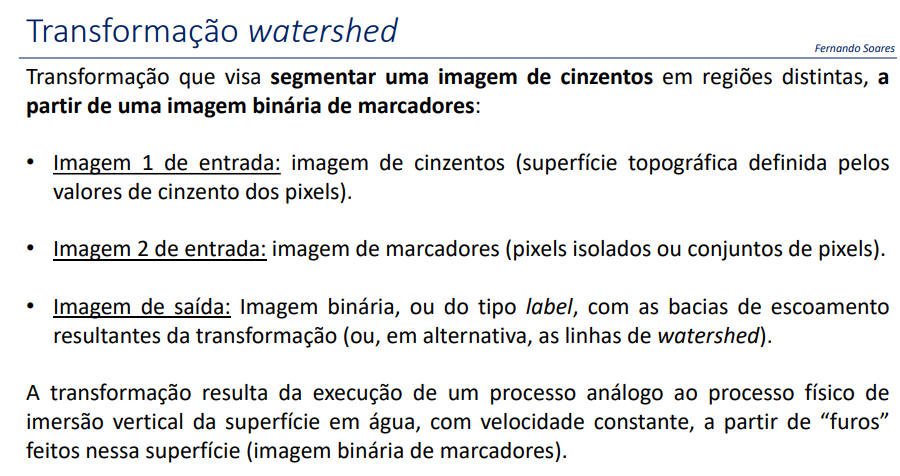 Transformação watershed
Fernando Soares
Transformação que visa segmentar uma imagem de cinzentos em regiões distintas, a
partir de uma imagem binária de marcadores:
• Imagem 1 de entrada: imagem de cinzentos (superfície topográfica definida pelos
valores de cinzento dos pixels).
• Imagem 2 de entrada: imagem de marcadores (pixels isolados ou conjuntos de pixels).
• Imagem de saída: Imagem binária, ou do tipo label, com as bacias de escoamento
resultantes da transformação (ou, em alternativa, as linhas de watershed).
A transformação resulta da execução de um processo análogo ao processo físico de
imersão vertical da superfície em água, com velocidade constante, a partir de “furos”
feitos nessa superfície (imagem binária de marcadores).